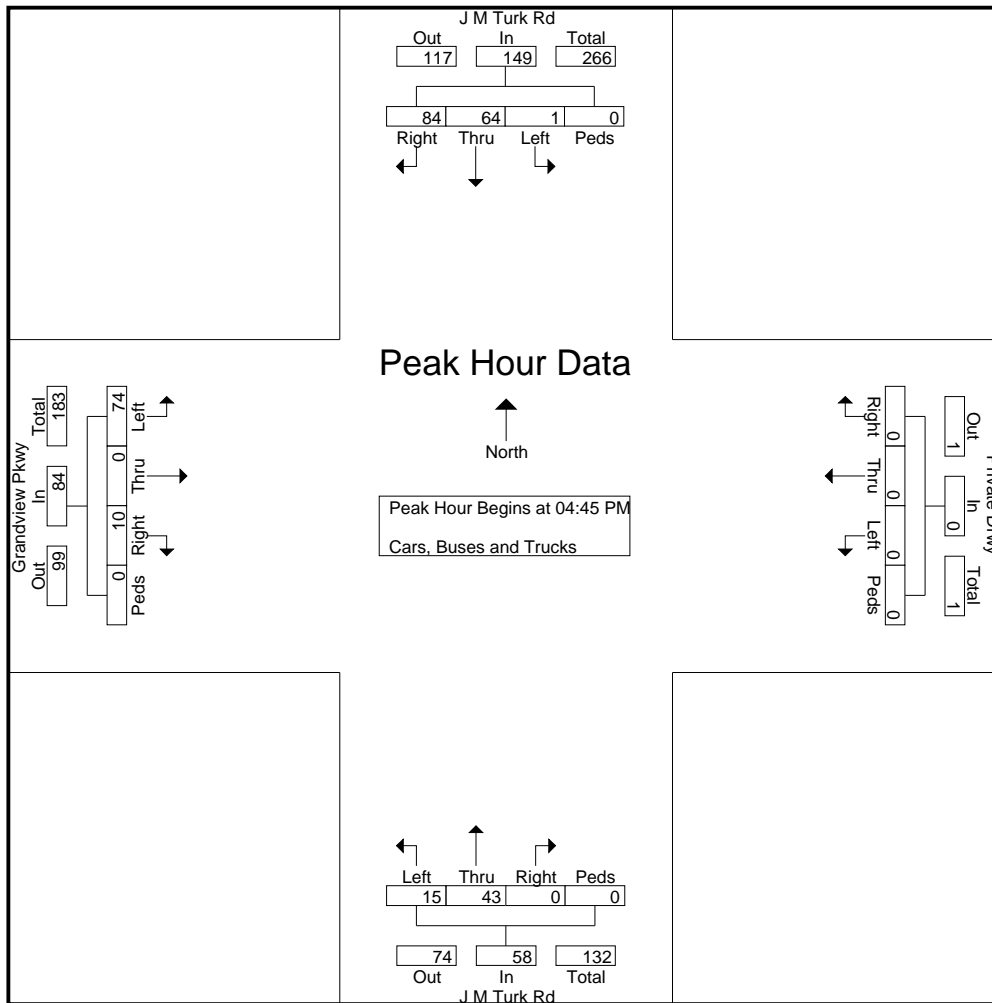 J M Turk Rd
Out In Total
117 149 266
84 64 1 0
Right Thru Left Peds
Peak Hour Data
North
Peak Hour Begins at 04:45 PM
Cars, Buses and Trucks
Grandview Pkwy
Total In Out
183 84 99
74 0 10 0
Left Thru Right Peds
Right Thru Left Peds
0 0 0 0
1 0 1
Out In Total
Private Drwy
Left Thru Right Peds
15 43 0 0
74 58 132
Out In Total
J M Turk Rd